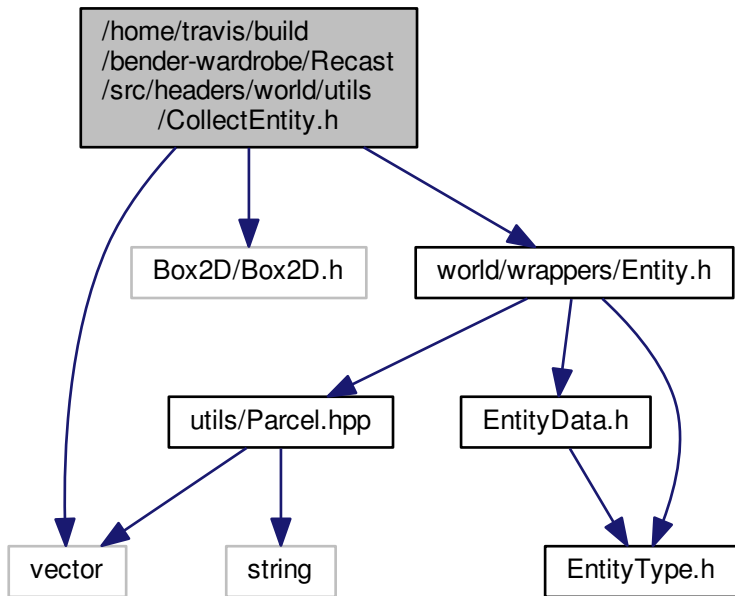 /home/travis/build
/bender-wardrobe/Recast
/src/headers/world/utils
/CollectEntity.h
Box2D/Box2D.h
world/wrappers/Entity.h
utils/Parcel.hpp
EntityData.h
vector
string
EntityType.h